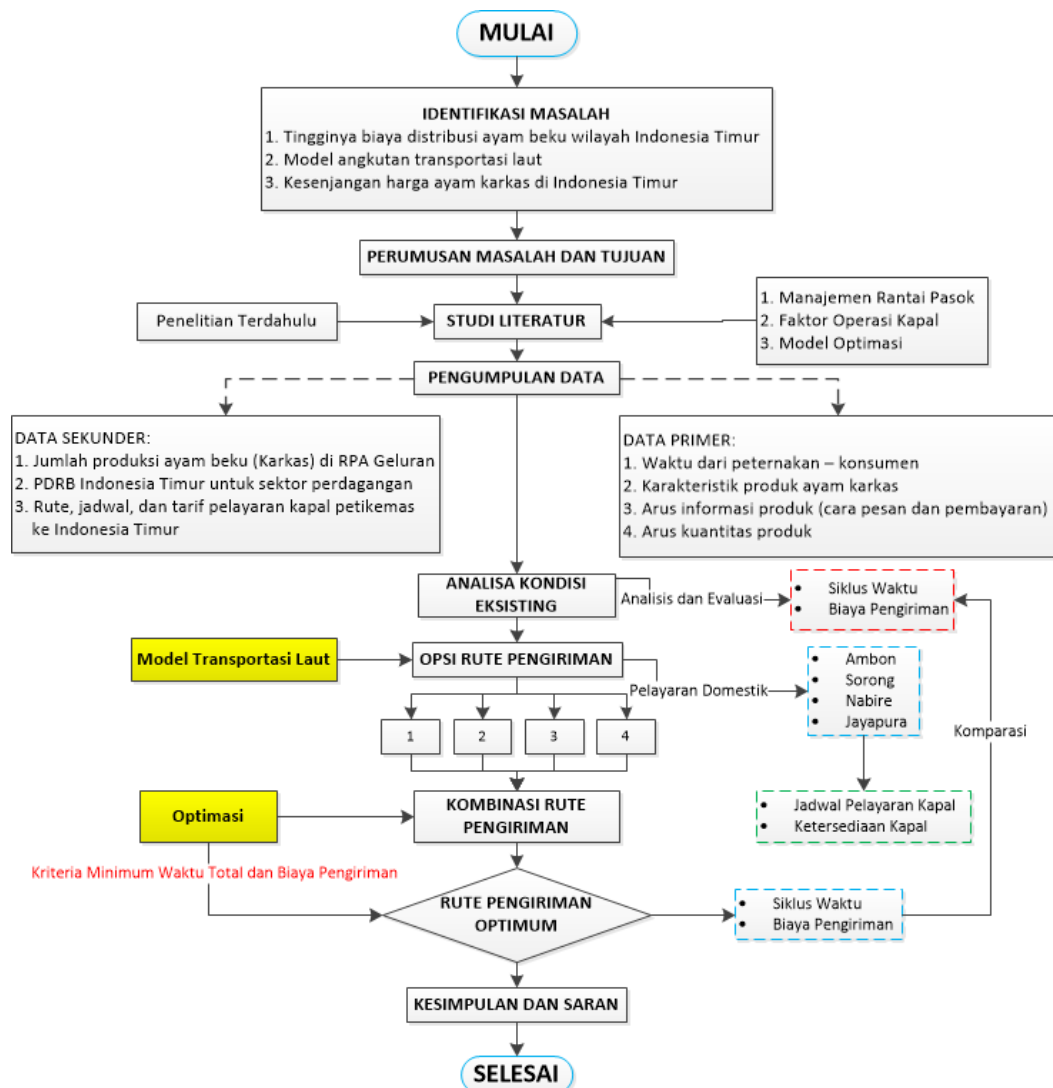 MULAI
IDENTIFIKASI MASALAH
1. Tingginya biaya distribusi ayam beku wilayah Indonesia Timur
2. Model angkutan transportasi laut
3. Kesenjangan harga ayam karkas di Indonesia Timur
PERUMUSAN MASALAH DAN TUJUAN
Penelitian Terdahulu
STUDI LITERATUR
1. Manajemen Rantai Pasok
2. Faktor Operasi Kapal
3. Model Optimasi
PENGUMPULAN DATA
DATA SEKUNDER:
1. Jumlah produksi ayam beku (Karkas) di RPA Geluran
2. PDRB Indonesia Timur untuk sektor perdagangan
3. Rute, jadwal, dan tarif pelayaran kapal petikemas
ke Indonesia Timur
DATA PRIMER:
1. Waktu dari peternakan – konsumen
2. Karakteristik produk ayam karkas
3. Arus informasi produk (cara pesan dan pembayaran)
4. Arus kuantitas produk
ANALISA KONDISI
EKSISTING
Analisis dan Evaluasi
• Siklus Waktu
• Biaya Pengiriman
Model Transportasi Laut
OPSI RUTE PENGIRIMAN
Pelayaran Domestik
• Ambon
• Sorong
• Nabire
• Jayapura
Komparasi
1
2
3
4
• Jadwal Pelayaran Kapal
• Ketersediaan Kapal
Optimasi
KOMBINASI RUTE
PENGIRIMAN
Kriteria Minimum Waktu Total dan Biaya Pengiriman
RUTE PENGIRIMAN
OPTIMUM
• Siklus Waktu
• Biaya Pengiriman
KESIMPULAN DAN SARAN
SELESAI